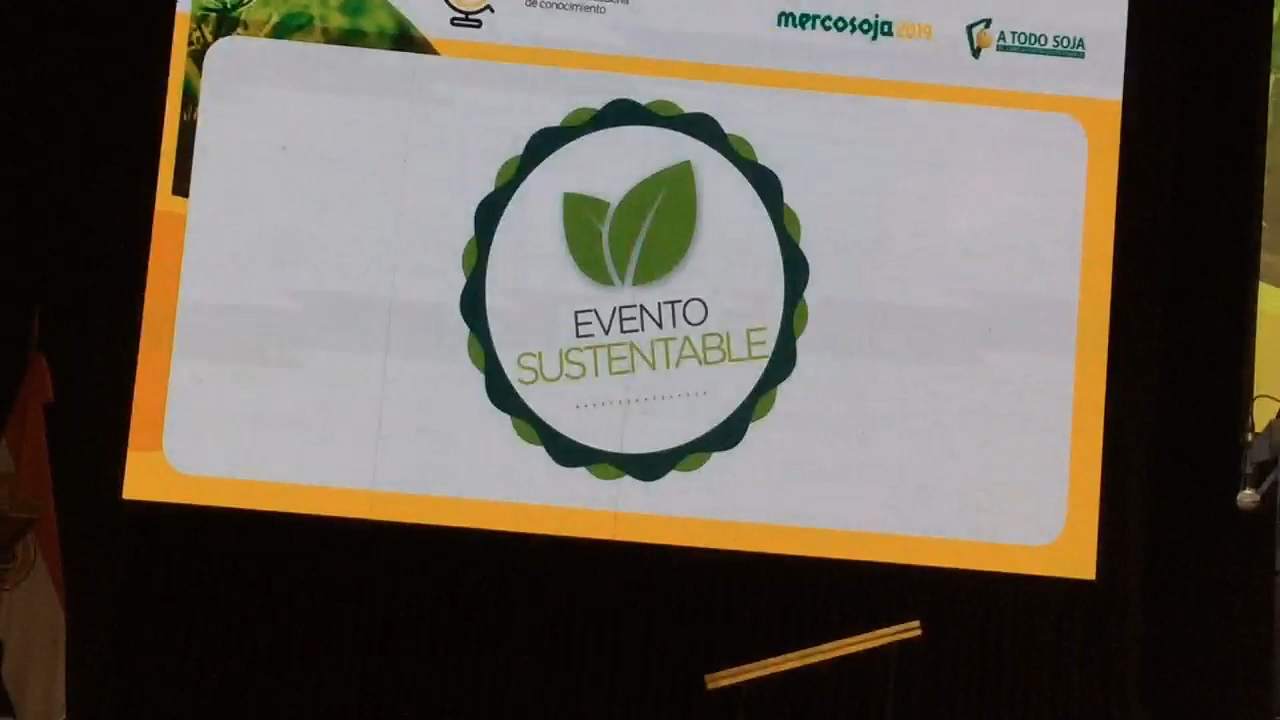 de conocimiento
mercosoja 2019
A TODO SOJA
EVENTO
SUSTENTABLE